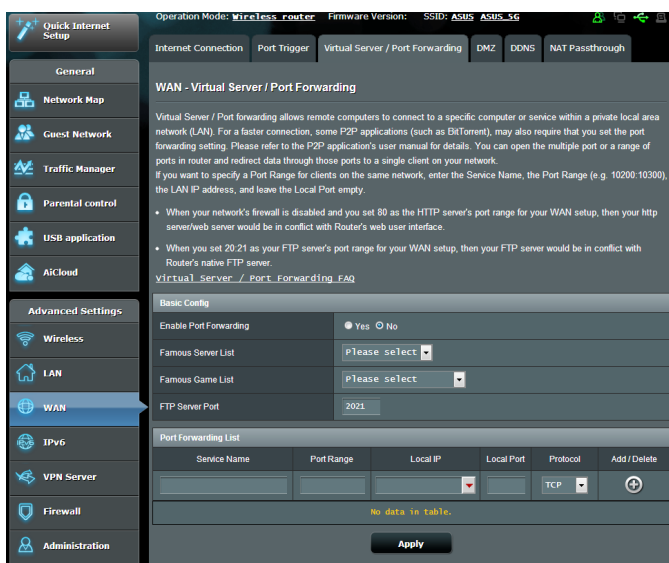 Quick Internet
Setup
General
Network Map
Guest Network
Traffic Manager
Parental control
USB application
AiCloud
Advanced Settings
Wireless
LAN
WAN
IPv6
VPN Server
Firewall
Administration
Operation Mode: Wireless router Firmware Version: SSID: ASUS ASUS_5G
Internet Connection Port Trigger Virtual Server / Port Forwarding DMZ DDNS NAT Passthrough
WAN - Virtual Server / Port Forwarding
Virtual Server / Port forwarding allows remote computers to connect to a specific computer or service within a private local area
network (LAN). For a faster connection, some P2P applications (such as BitTorrent), may also require that you set the port
forwarding setting. Please refer to the P2P application's user manual for details. You can open the multiple port or a range of
ports in router and redirect data through those ports to a single client on your network.
If you want to specify a Port Range for clients on the same network, enter the Service Name, the Port Range (e.g. 10200:10300),
the LAN IP address, and leave the Local Port empty.
• When your network's firewall is disabled and you set 80 as the HTTP server's port range for your WAN setup, then your http
server/web server would be in conflict with Router's web user interface.
• When you set 20:21 as your FTP server's port range for your WAN setup, then your FTP server would be in conflict with
Router's native FTP server.
Virtual Server / Port Forwarding FAQ
Basic Config
Enable Port Forwarding Yes No
Famous Server List Please select
Famous Game List Please select
FTP Server Port 2021
Port Forwarding List
Service Name Port Range Local IP Local Port Protocol Add / Delete
TCP
No data in table.
Apply